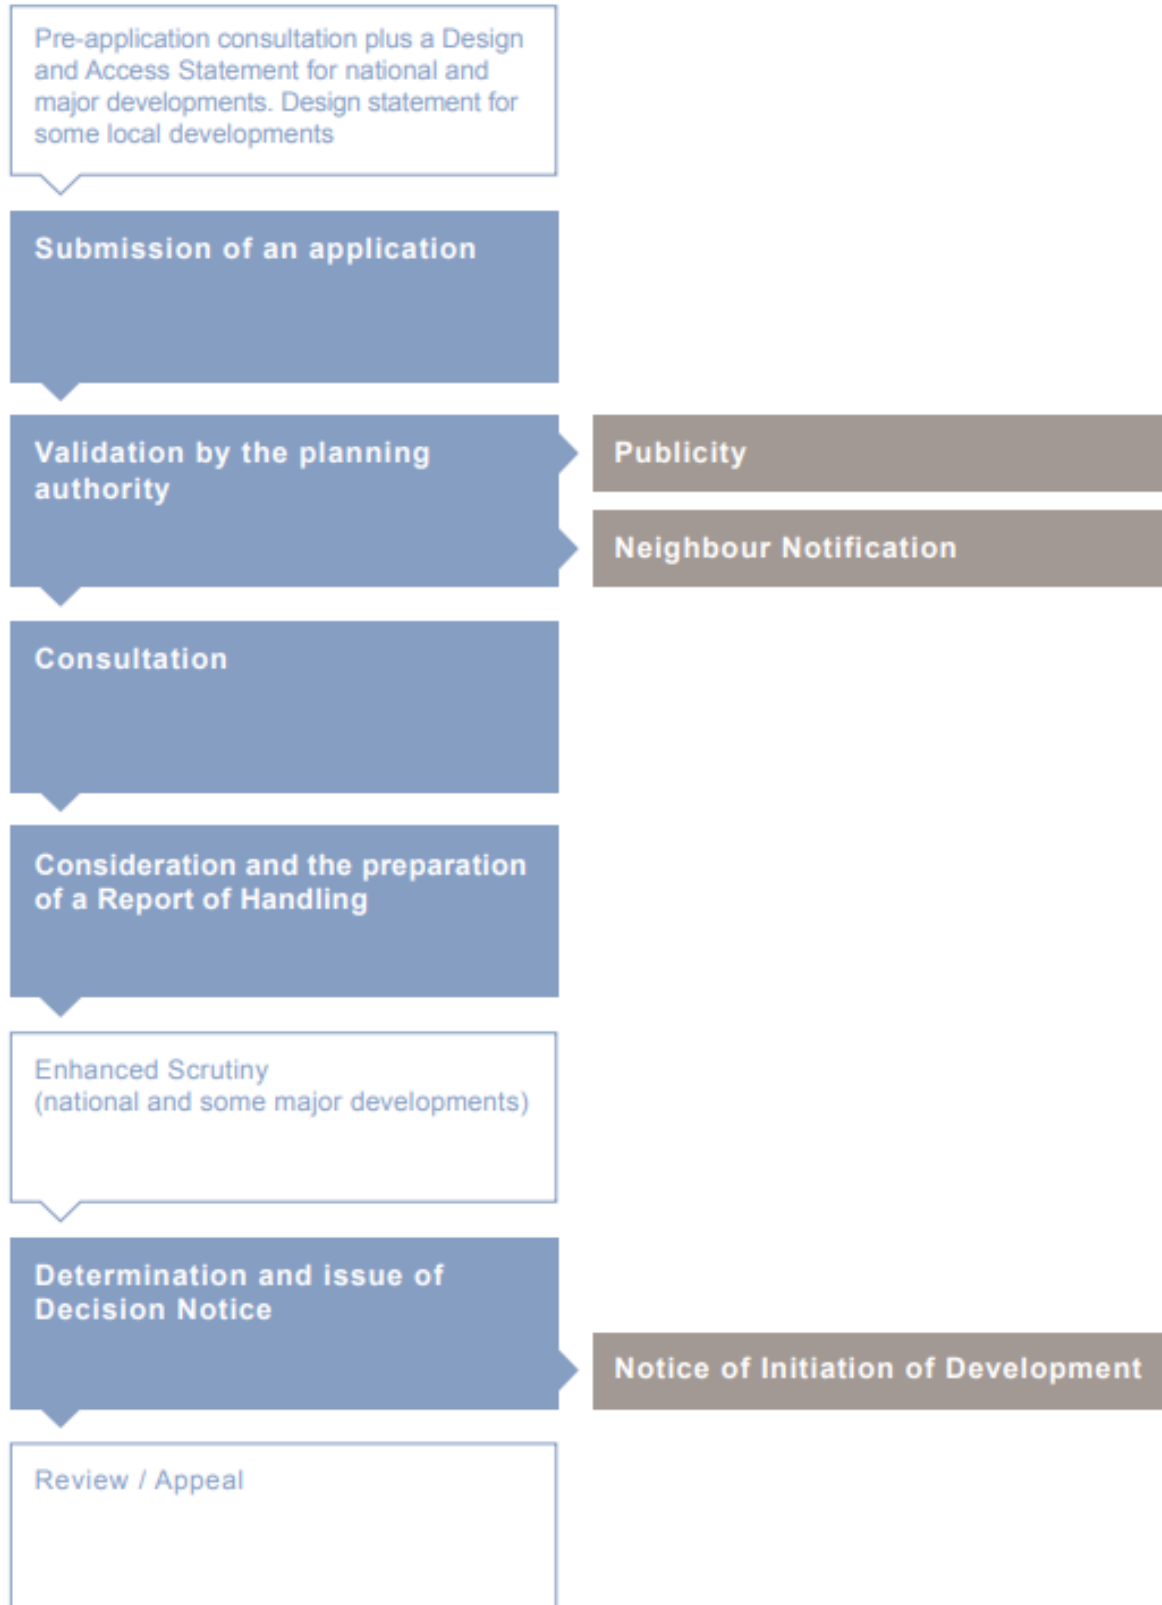 Pre-application consultation plus a Design
and Access Statement for national and
major developments. Design statement for
some local developments
Submission of an application
Validation by the planning
authority
Publicity
Neighbour Notification
Consultation
Consideration and the preparation
of a Report of Handling
Enhanced Scrutiny
(national and some major developments)
Determination and issue of
Decision Notice
Notice of Initiation of Development
Review / Appeal